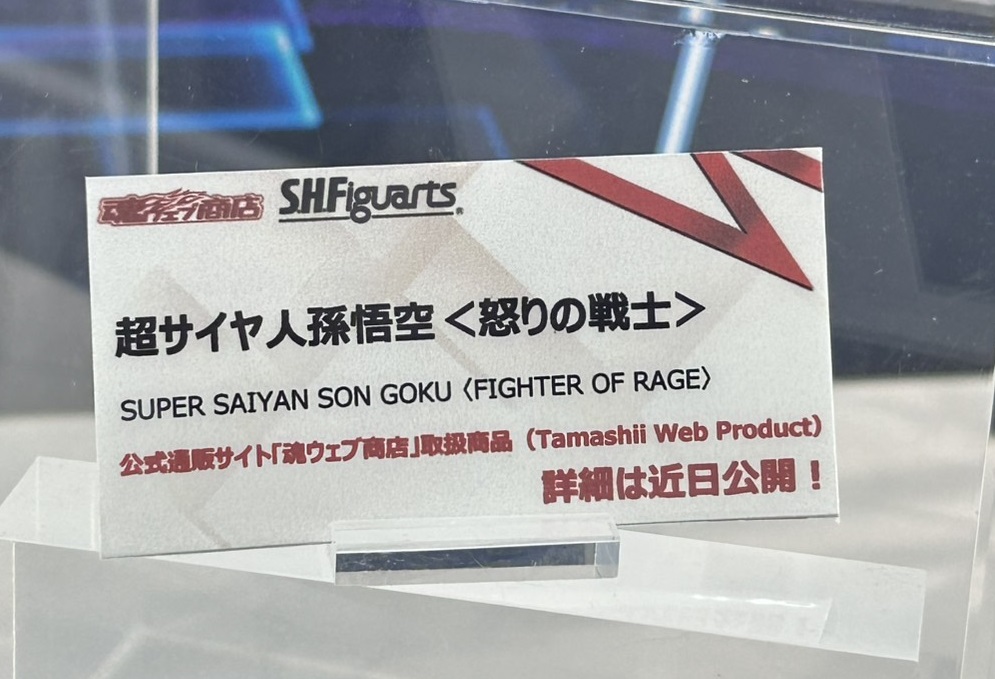 魂ウェブ商店 S.H.Figuarts®
超サイヤ人孫悟空＜怒りの戦士＞
SUPER SAIYAN SON GOKU〈FIGHTER OF RAGE〉
公式通販サイト「魂ウェブ商店」取扱商品（Tamashii Web Product）
詳細は近日公開！